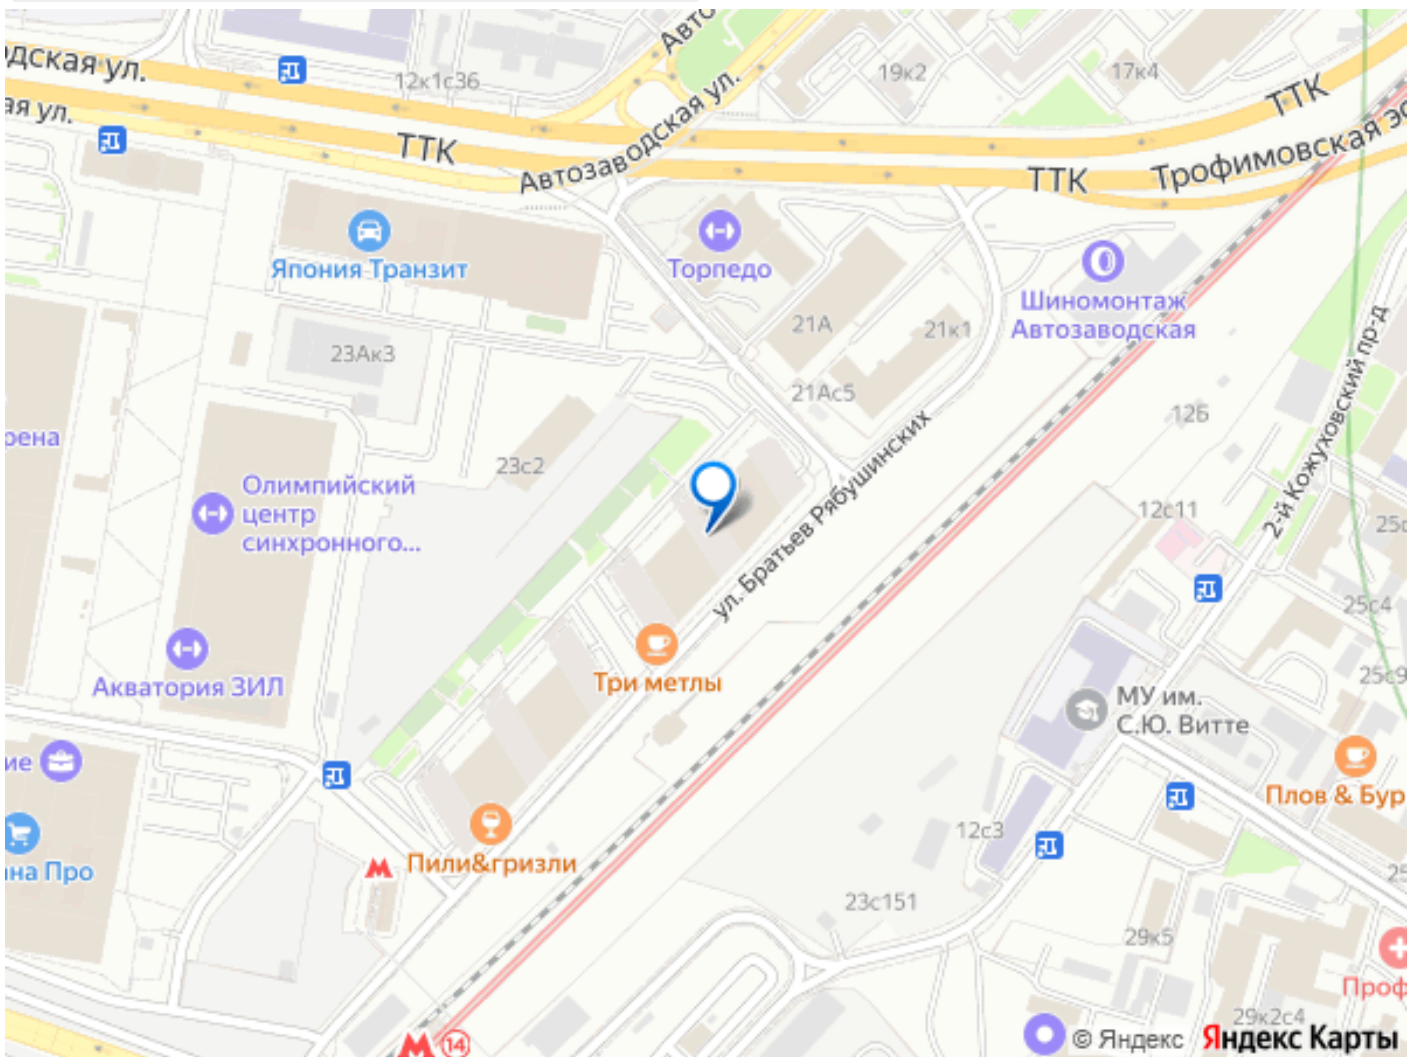 Авто
дская ул.
12к1с36
19к2
17к4
ТТК
ая ул.
ТТК
Автозаводская ул.
ТТК
Трофимовская эс
Япония Транзит
Торпедо
Шиномонтаж
Автозаводская
21А
21к1
23Ак3
21Ас5
2-й Кожуховский пр-д
12Б
рена
23с2
Олимпийский
центр
синхронного...
ул. Братьев Рябушинских
12с11
25с
25с4
Три метлы
Акватория ЗИЛ
25с9
МУ им.
С.Ю. Витте
ие
Плов & Бур
12с3
Пили&гризли
на Про
25
23с151
29к5
Проф
29к2с4
14
© Яндекс Яндекс Карты